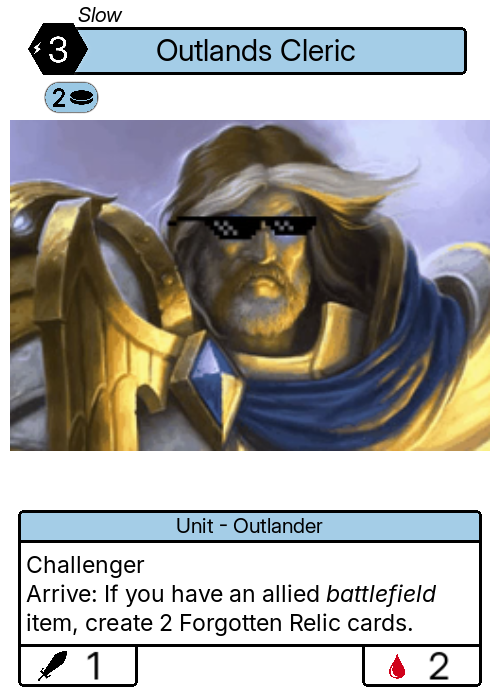 Slow
3
Outlands Cleric
2
Unit - Outlander
Challenger
Arrive: If you have an allied battlefield
item, create 2 Forgotten Relic cards.
1
2